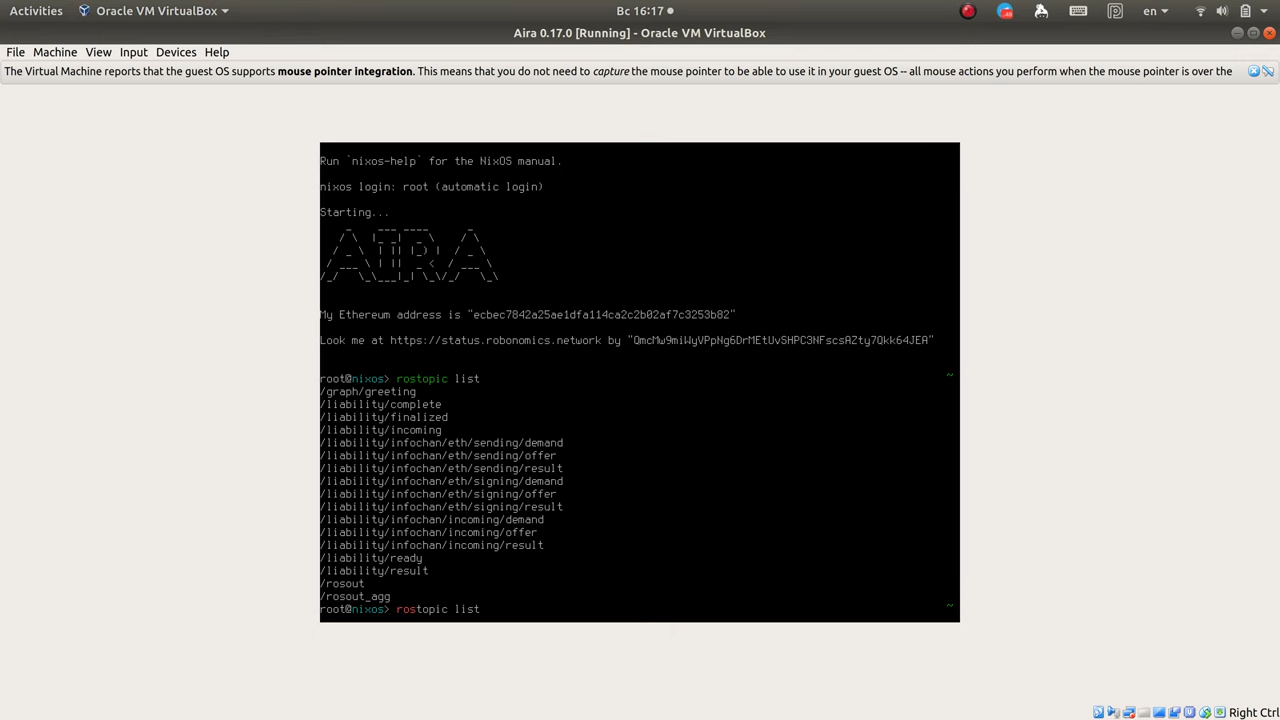 Activities Oracle VM VirtualBox Вс 16:17 en
Aira 0.17.0 [Running] - Oracle VM VirtualBox
File Machine View Input Devices Help
The Virtual Machine reports that the guest OS supports mouse pointer integration. This means that you do not need to capture the mouse pointer to be able to use it in your guest OS -- all mouse actions you perform when the mouse pointer is over the
Run `nixos-help` for the NixOS manual.
nixos login: root (automatic login)
Starting...
AIRA
My Ethereum address is "ecbec7842a25ae1dfa114ca2c2b02af7c3253b82"
Look me at https://status.robonomics.network by "QmcMw9miWyVPpNg6DrMEtUvSHPC3NFscsAZty7Qkk64JEA"
root@nixos> rostopic list ~
/graph/greeting
/liability/complete
/liability/finalized
/liability/incoming
/liability/infochan/eth/sending/demand
/liability/infochan/eth/sending/offer
/liability/infochan/eth/sending/result
/liability/infochan/eth/signing/demand
/liability/infochan/eth/signing/offer
/liability/infochan/eth/signing/result
/liability/infochan/incoming/demand
/liability/infochan/incoming/offer
/liability/infochan/incoming/result
/liability/ready
/liability/result
/rosout
/rosout_agg
root@nixos> rostopic list ~
Right Ctrl